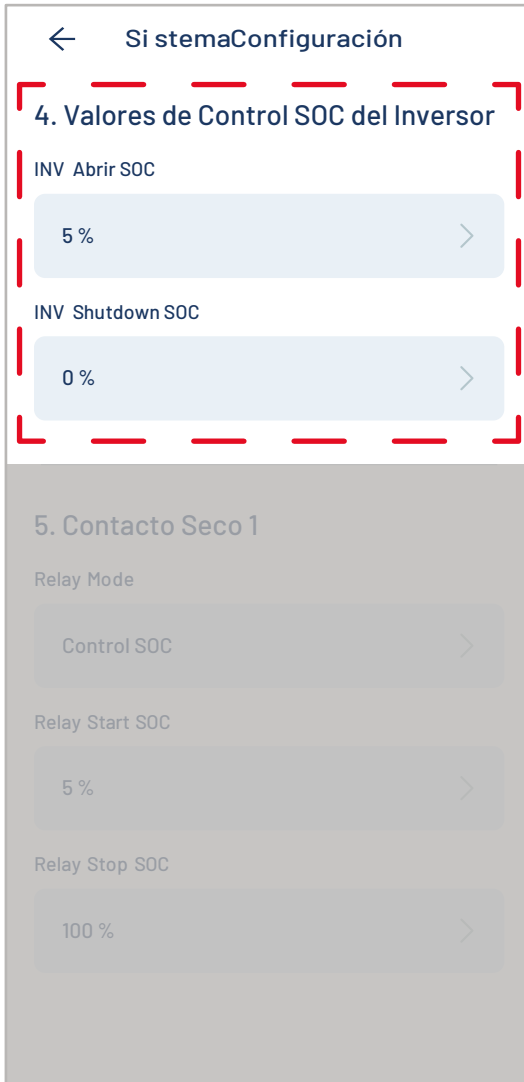 Si stemaConfiguración
4. Valores de Control SOC del Inversor
INV Abrir SOC
5 %
INV Shutdown SOC
0 %
5. Contacto Seco 1
Relay Mode
Control SOC
Relay Start SOC
5 %
Relay Stop SOC
100 %